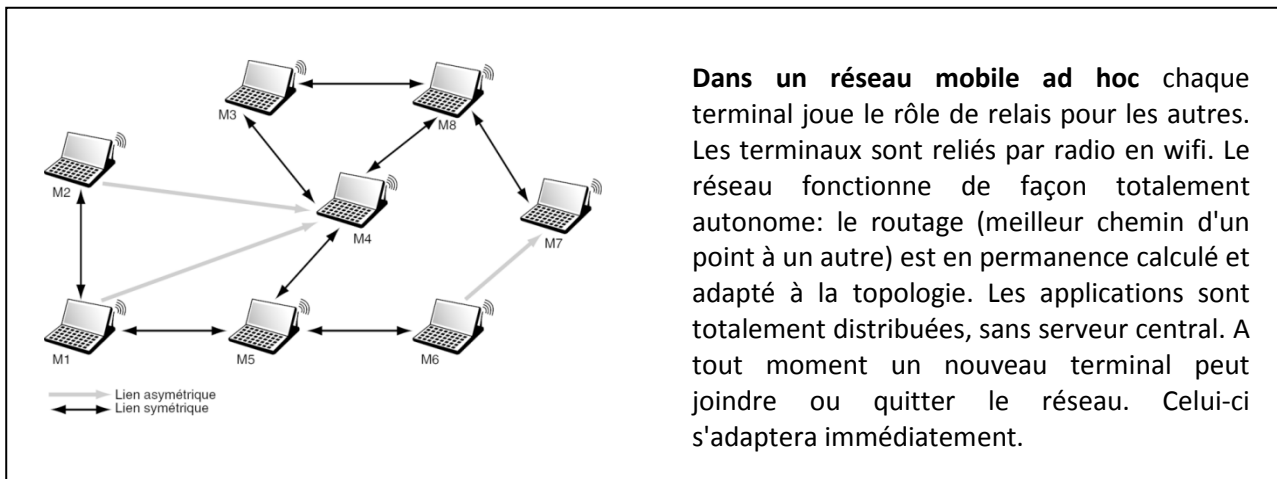 M3
M8
M2
M4
M7
M1
M5
M6
Lien asymétrique
Lien symétrique
Dans un réseau mobile ad hoc chaque
terminal joue le rôle de relais pour les autres.
Les terminaux sont reliés par radio en wifi. Le
réseau fonctionne de façon totalement
autonome: le routage (meilleur chemin d'un
point à un autre) est en permanence calculé et
adapté à la topologie. Les applications sont
totalement distribuées, sans serveur central. A
tout moment un nouveau terminal peut
joindre ou quitter le réseau. Celui-ci
s'adaptera immédiatement.